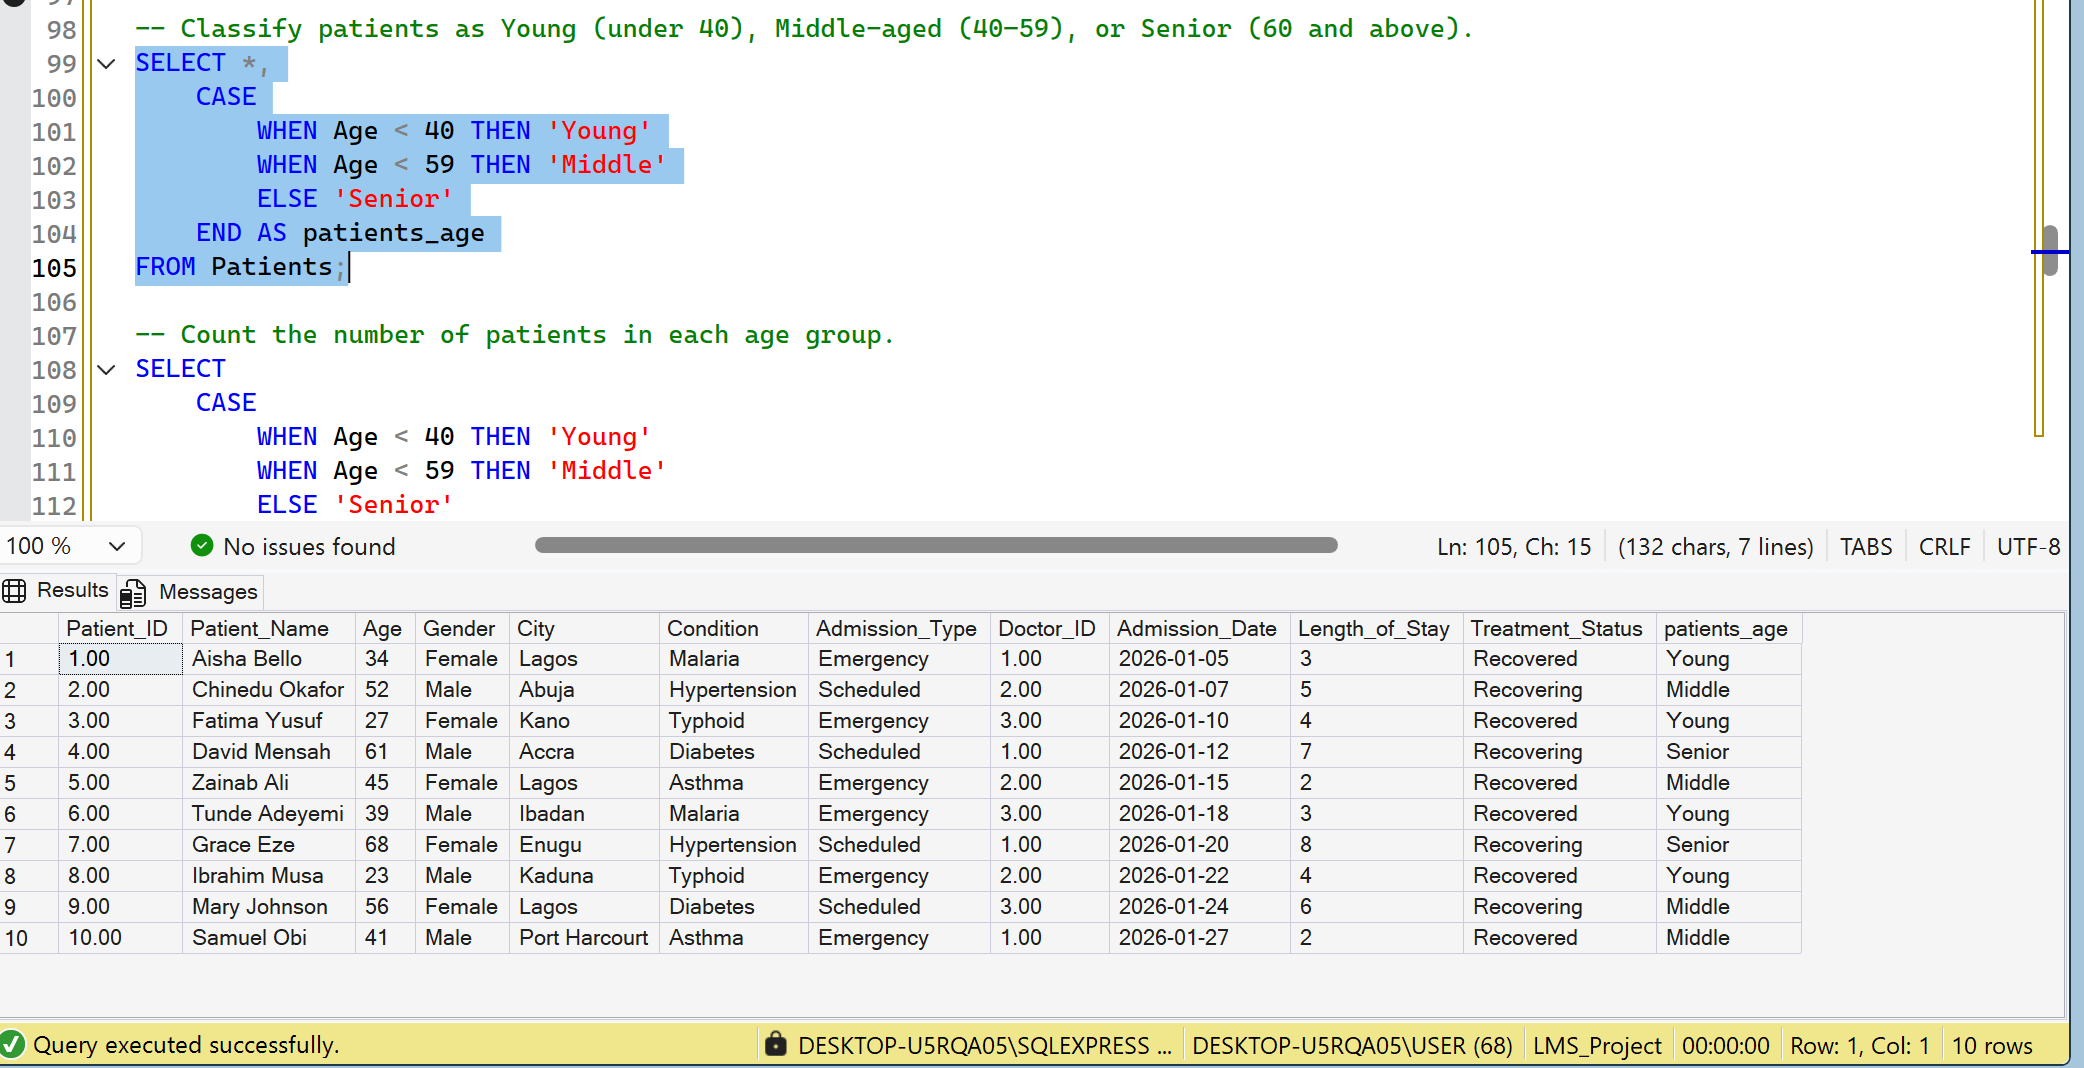 98 -- Classify patients as Young (under 40), Middle-aged (40-59), or Senior (60 and above).
99 SELECT *,
100 CASE
101 WHEN Age < 40 THEN 'Young'
102 WHEN Age < 59 THEN 'Middle'
103 ELSE 'Senior'
104 END AS patients_age
105 FROM Patients;
106
107 -- Count the number of patients in each age group.
108 SELECT
109 CASE
110 WHEN Age < 40 THEN 'Young'
111 WHEN Age < 59 THEN 'Middle'
112 ELSE 'Senior'
100 % No issues found Ln: 105, Ch: 15 (132 chars, 7 lines) TABS CRLF UTF-8
Results Messages
Patient_ID Patient_Name Age Gender City Condition Admission_Type Doctor_ID Admission_Date Length_of_Stay Treatment_Status patients_age
1 1.00 Aisha Bello 34 Female Lagos Malaria Emergency 1.00 2026-01-05 3 Recovered Young
2 2.00 Chinedu Okafor 52 Male Abuja Hypertension Scheduled 2.00 2026-01-07 5 Recovering Middle
3 3.00 Fatima Yusuf 27 Female Kano Typhoid Emergency 3.00 2026-01-10 4 Recovered Young
4 4.00 David Mensah 61 Male Accra Diabetes Scheduled 1.00 2026-01-12 7 Recovering Senior
5 5.00 Zainab Ali 45 Female Lagos Asthma Emergency 2.00 2026-01-15 2 Recovered Middle
6 6.00 Tunde Adeyemi 39 Male Ibadan Malaria Emergency 3.00 2026-01-18 3 Recovered Young
7 7.00 Grace Eze 68 Female Enugu Hypertension Scheduled 1.00 2026-01-20 8 Recovering Senior
8 8.00 Ibrahim Musa 23 Male Kaduna Typhoid Emergency 2.00 2026-01-22 4 Recovered Young
9 9.00 Mary Johnson 56 Female Lagos Diabetes Scheduled 3.00 2026-01-24 6 Recovering Middle
10 10.00 Samuel Obi 41 Male Port Harcourt Asthma Emergency 1.00 2026-01-27 2 Recovered Middle
Query executed successfully. DESKTOP-U5RQA05\SQLEXPRESS ... DESKTOP-U5RQA05\USER (68) LMS_Project 00:00:00 Row: 1, Col: 1 10 rows